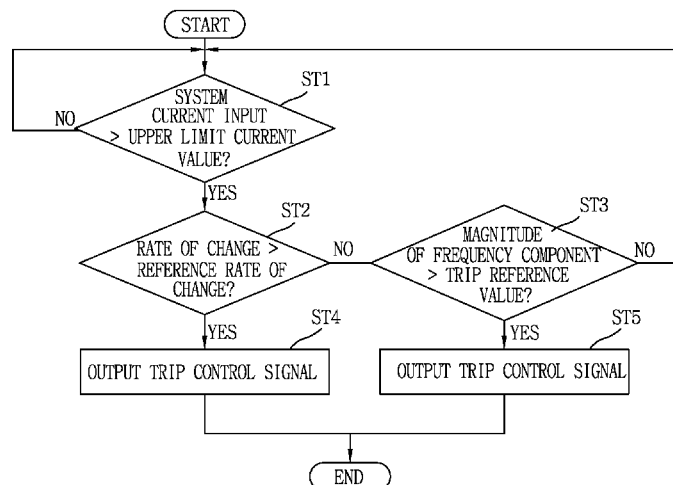 START
ST1
SYSTEM
CURRENT INPUT
> UPPER LIMIT CURRENT
VALUE?
NO
YES
ST2
RATE OF CHANGE >
REFERENCE RATE OF
CHANGE?
NO
YES
ST3
MAGNITUDE
OF FREQUENCY COMPONENT
> TRIP REFERENCE
VALUE?
NO
YES
ST4
OUTPUT TRIP CONTROL SIGNAL
ST5
OUTPUT TRIP CONTROL SIGNAL
END